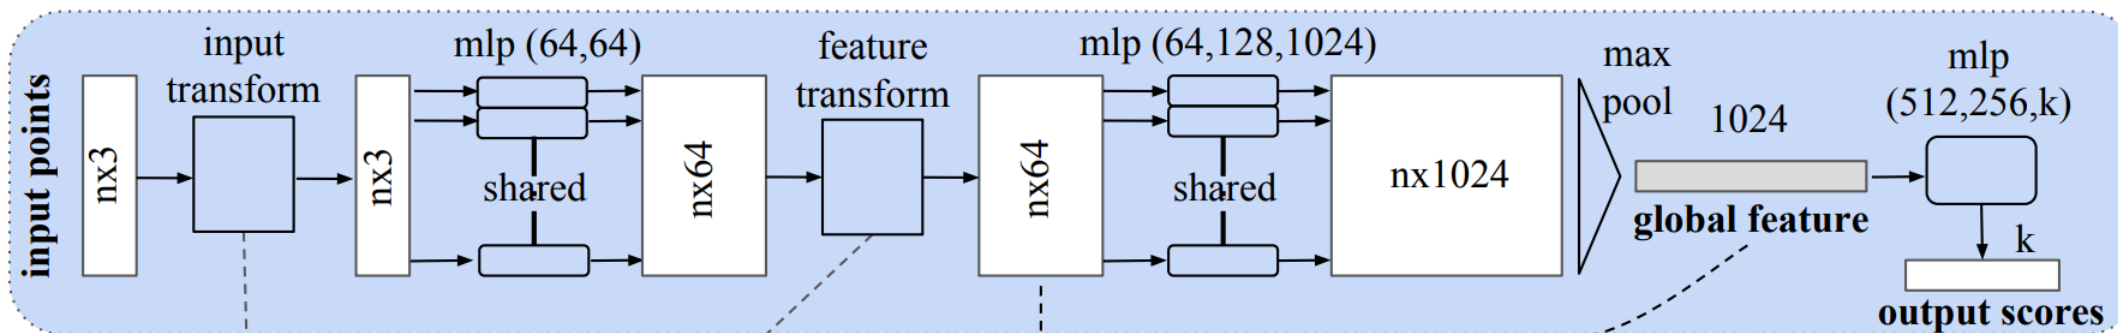 input points
nx3
input
transform
nx3
mlp (64,64)
shared
nx64
feature
transform
nx64
mlp (64,128,1024)
shared
nx1024
max
pool
1024
global feature
mlp
(512,256,k)
k
output scores